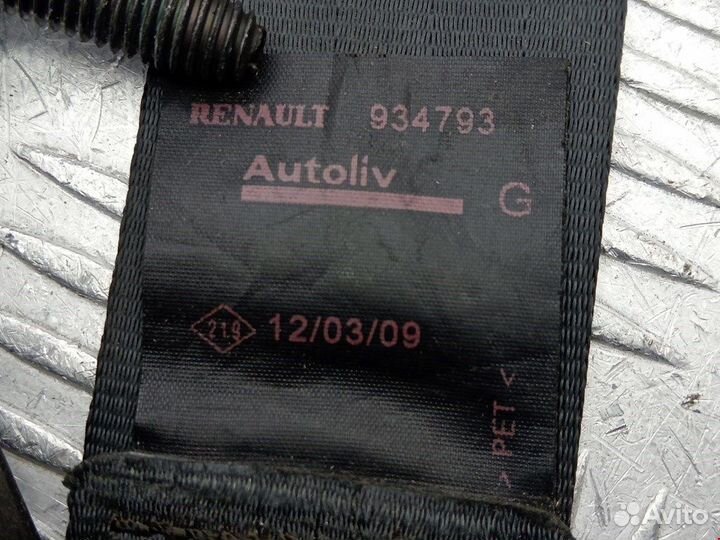 RENAULT 934793
Autoliv
G
219 12/03/09
> PET <
Avito